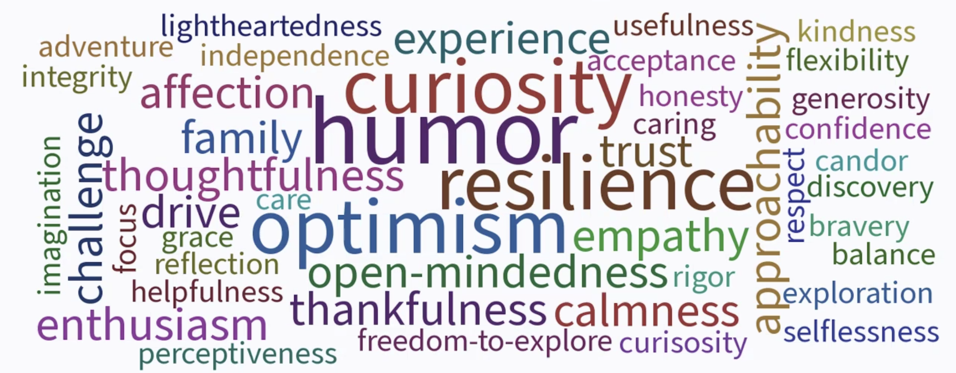 lightheartedness
usefulness
kindness
adventure
independence
experience
acceptance
flexibility
integrity
affection
curiosity
honesty
generosity
approachability
family
humor
caring
confidence
challenge
imagination
thoughtfulness
trust
candor
resilience
respect
discovery
focus
drive
care
optimism
empathy
bravery
grace
balance
reflection
open-mindedness
rigor
helpfulness
thankfulness
calmness
exploration
enthusiasm
freedom-to-explore
curisosity
selflessness
perceptiveness